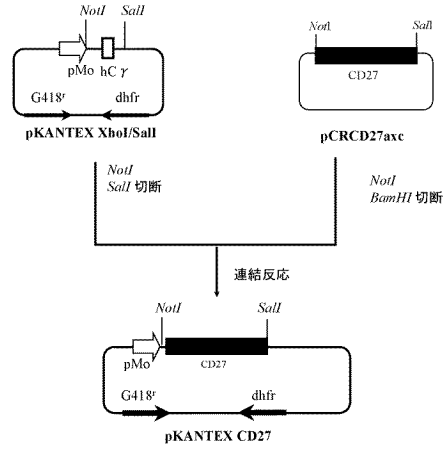 NotI SalI
pMo hCγ
G418r dhfr
pKANTEX XhoI/SalI
NotI SalI
CD27
pCRCD27axc
NotI
SalI 切断
NotI
BamHI 切断
連結反応
NotI SalI
pMo CD27
G418r dhfr
pKANTEX CD27